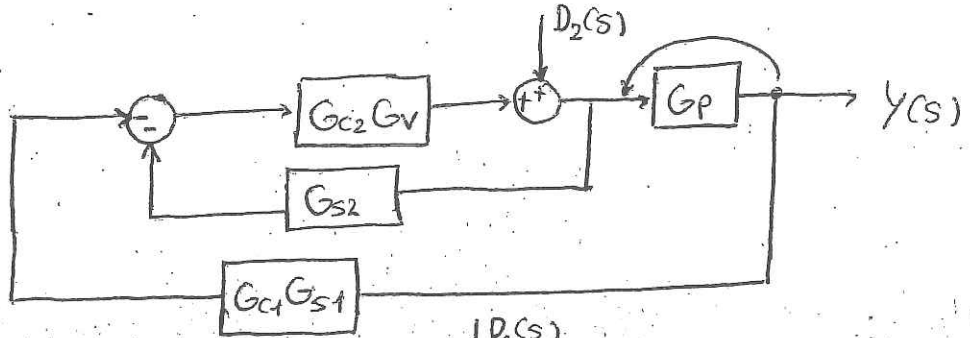 D₂(s)
Gc₂Gv
++
Gp
Y(s)
- -
Gs₂
Gc₁Gs₁